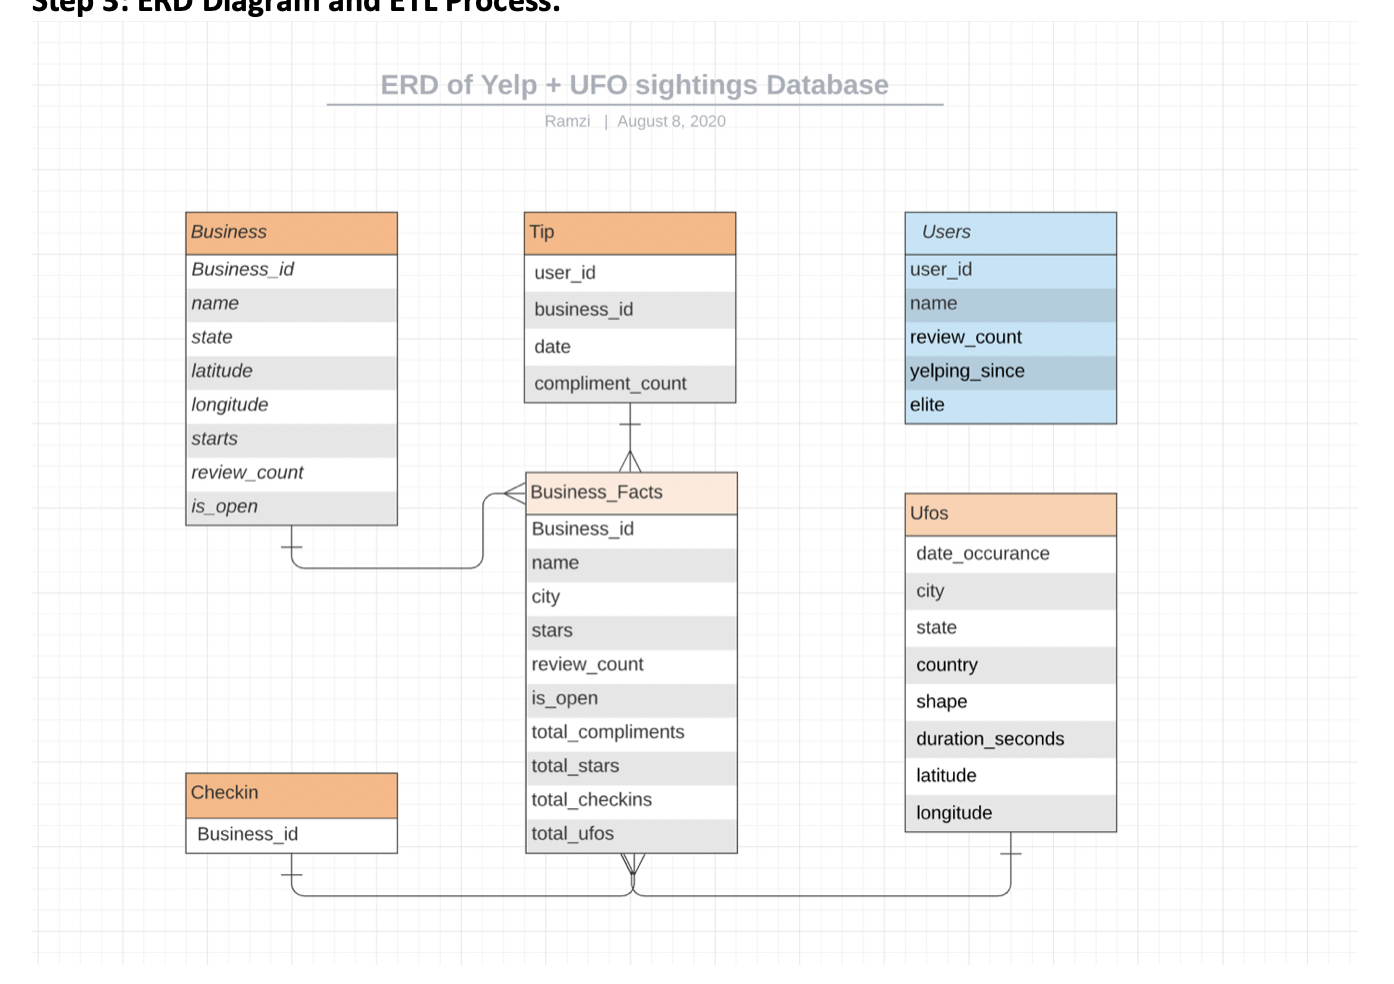 Step 3: ERD Diagram and ETL Process.
ERD of Yelp + UFO sightings Database
Ramzi | August 8, 2020
Business
Business_id
name
state
latitude
longitude
starts
review_count
is_open
Tip
user_id
business_id
date
compliment_count
Users
user_id
name
review_count
yelping_since
elite
Business_Facts
Business_id
name
city
stars
review_count
is_open
total_compliments
total_stars
total_checkins
total_ufos
Ufos
date_occurance
city
state
country
shape
duration_seconds
latitude
longitude
Checkin
Business_id